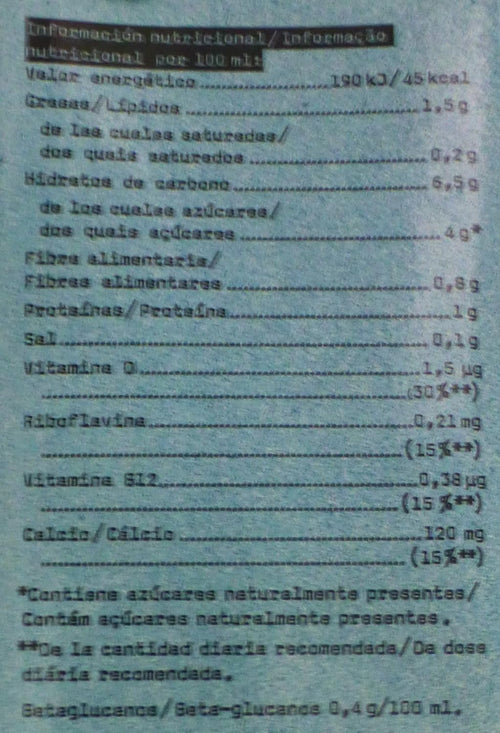 Información nutricional/Informação
nutricional por 100 ml:
Valor energético 190 kJ/45 kcal
Grasas/Lípidos 1,5 g
de las cuales saturadas/
dos quais saturados 0,2 g
Hidratos de carbono 6,5 g
de los cuales azúcares/
dos quais açúcares 4 g*
Fibra alimentaria/
Fibras alimentares 0,8 g
Proteínas/Proteína 1 g
Sal 0,1 g
Vitamina D 1,5 µg
(30 %**)
Riboflavina 0,21 mg
(15 %**)
Vitamina B12 0,38 µg
(15 %**)
Calcio/Cálcio 120 mg
(15 %**)
*Contiene azúcares naturalmente presentes/
Contém açúcares naturalmente presentes.
**De la cantidad diaria recomendada/Da dose
diária recomendada.
Betaglucanos/Beta-glucanos 0,4 g/100 ml.